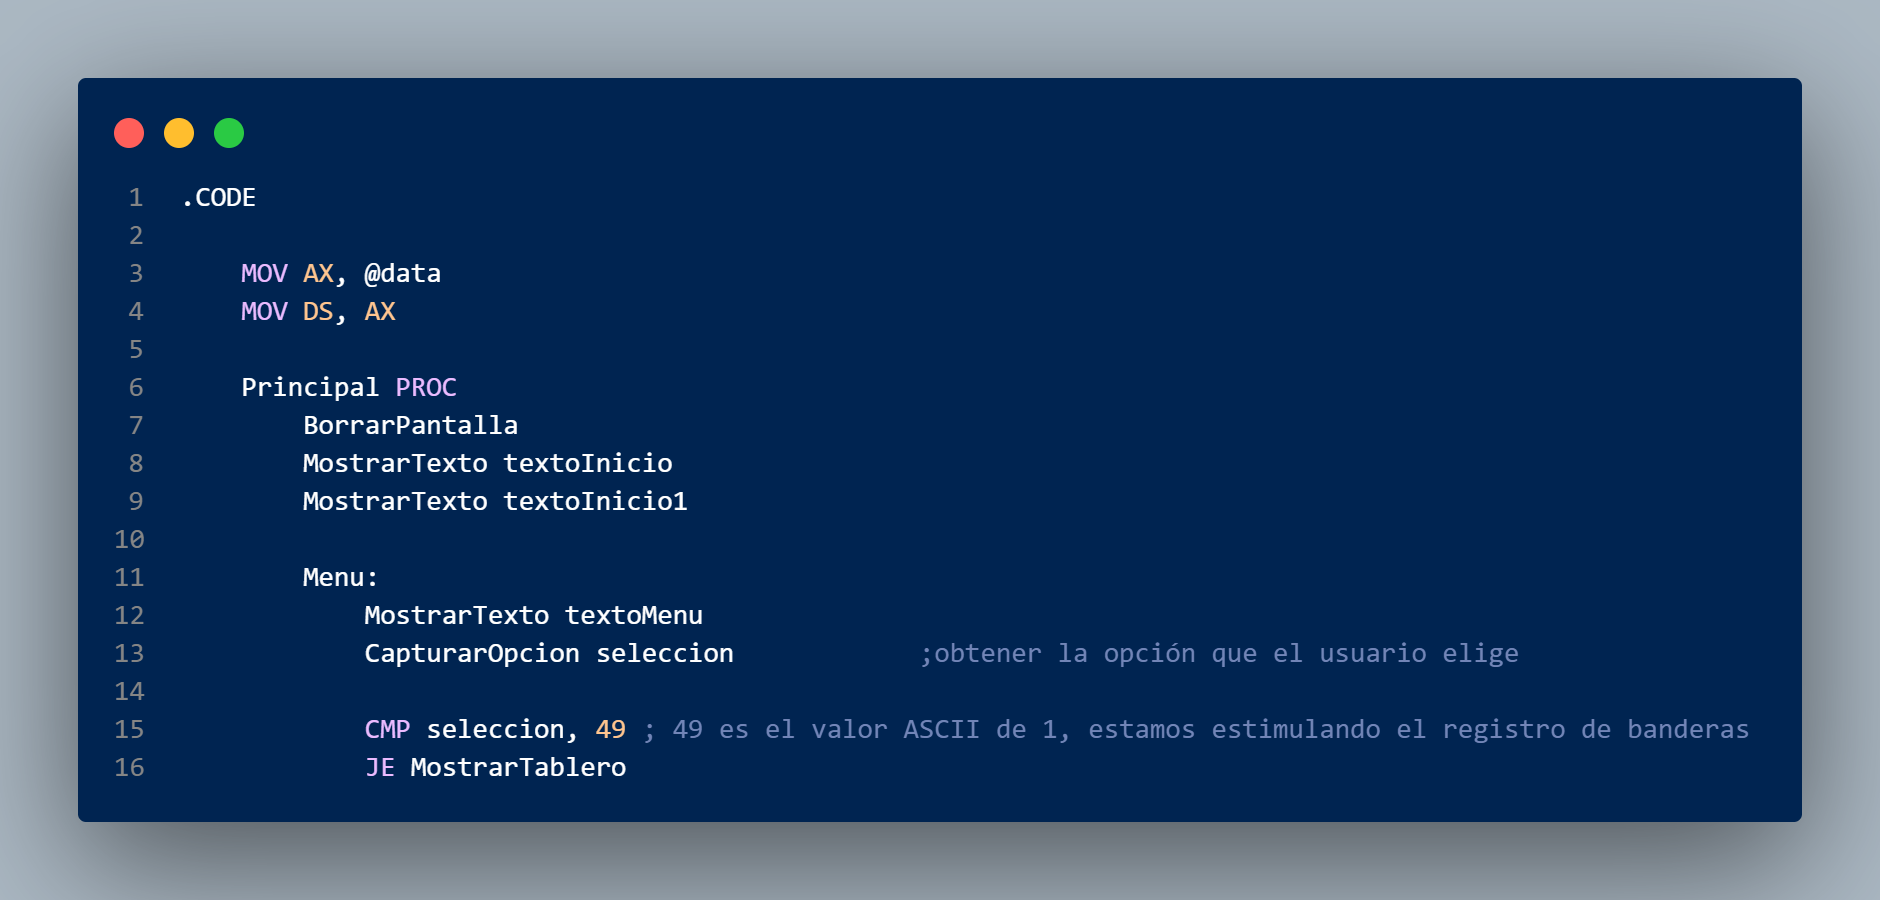 1 .CODE
2
3 MOV AX, @data
4 MOV DS, AX
5
6 Principal PROC
7 BorrarPantalla
8 MostrarTexto textoInicio
9 MostrarTexto textoInicio1
10
11 Menu:
12 MostrarTexto textoMenu
13 CapturarOpcion seleccion ;obtener la opción que el usuario elige
14
15 CMP seleccion, 49 ; 49 es el valor ASCII de 1, estamos estimulando el registro de banderas
16 JE MostrarTablero